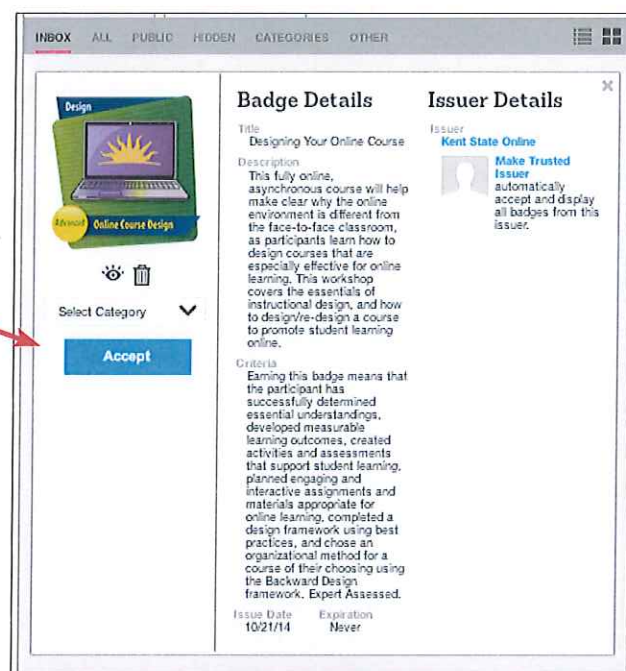 INBOX ALL PUBLIC HIDDEN CATEGORIES OTHER
Design
Advanced
Online Course Design
Select Category
Accept
Badge Details
Title
Designing Your Online Course
Description
This fully online,
asynchronous course will help
make clear why the online
environment is different from
the face-to-face classroom,
as participants learn how to
design courses that are
especially effective for online
learning. This workshop
covers the essentials of
instructional design, and how
to design/re-design a course
to promote student learning
online.
Criteria
Earning this badge means that
the participant has
successfully determined
essential understandings,
developed measurable
learning outcomes, created
activities and assessments
that support student learning,
planned engaging and
interactive assignments and
materials appropriate for
online learning, completed a
design framework using best
practices, and chose an
organizational method for a
course of their choosing using
the Backward Design
framework. Expert Assessed.
Issue Date Expiration
10/21/14 Never
Issuer Details
Issuer
Kent State Online
Make Trusted
Issuer
automatically
accept and display
all badges from this
issuer.